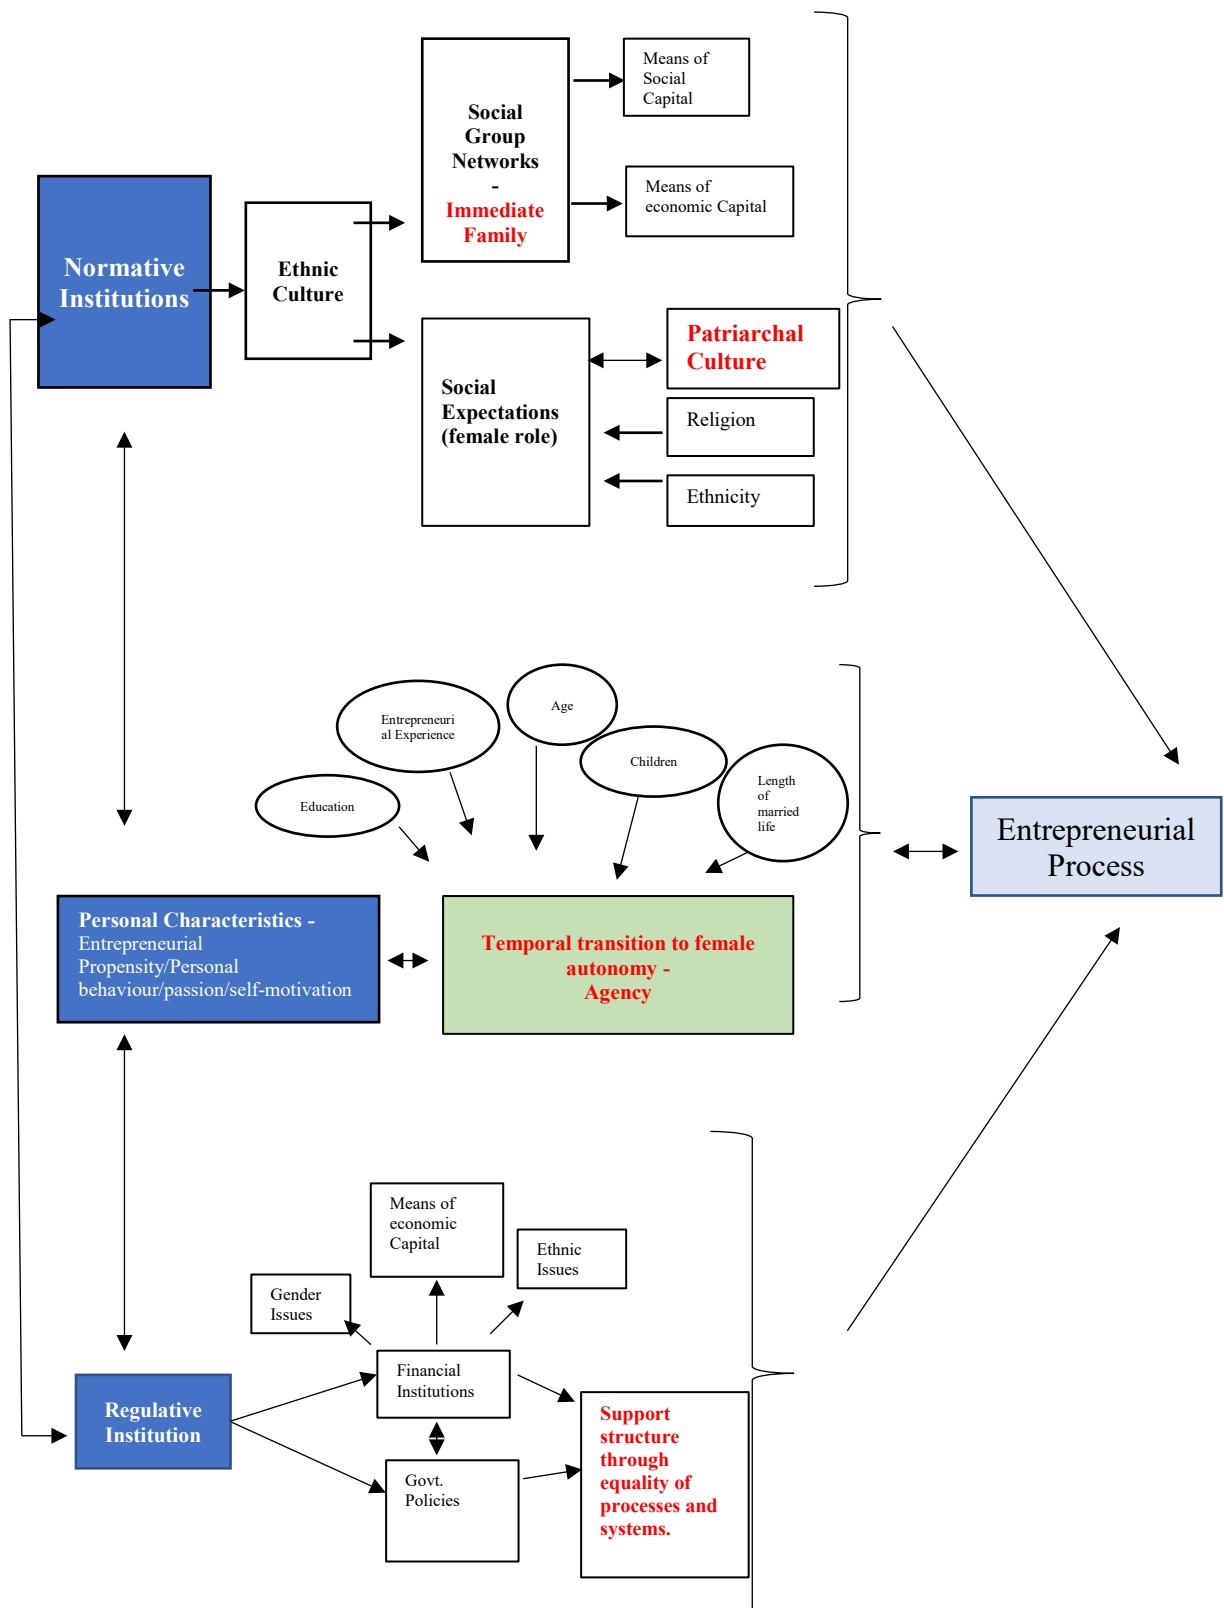 Means of
Social
Capital
Social
Group
Networks
-
Immediate
Family
Means of
economic Capital
Normative
Institutions
Ethnic
Culture
Patriarchal
Culture
Social
Expectations
(female role)
Religion
Ethnicity
Entrepreneuri
al Experience
Age
Children
Length
of
married
life
Education
Entrepreneurial
Process
Personal Characteristics -
Entrepreneurial
Propensity/Personal
behaviour/passion/self-motivation
Temporal transition to female
autonomy -
Agency
Means of
economic
Capital
Ethnic
Issues
Gender
Issues
Financial
Institutions
Regulative
Institution
Support
structure
through
equality of
processes and
systems.
Govt.
Policies